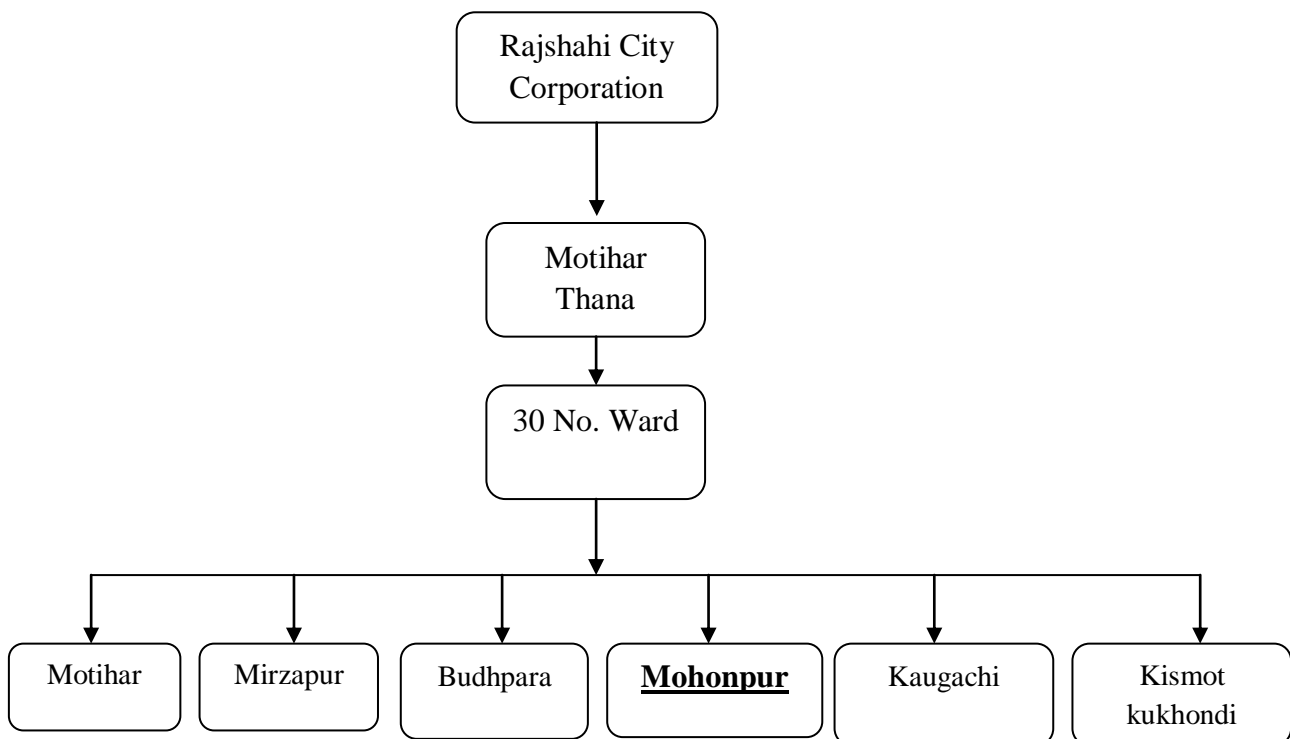 Rajshahi City
Corporation
Motihar
Thana
30 No. Ward
Motihar
Mirzapur
Budhpara
Mohonpur
Kaugachi
Kismot
kukhondi